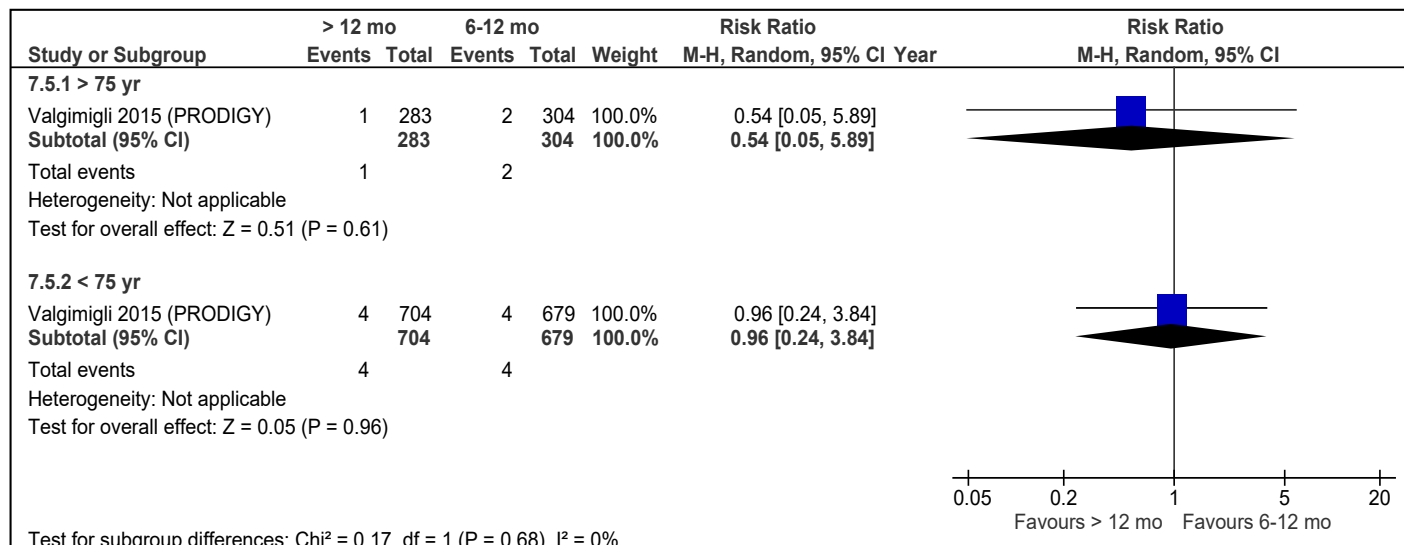 > 12 mo 6-12 mo Risk Ratio Risk Ratio
Study or Subgroup Events Total Events Total Weight M-H, Random, 95% CI Year M-H, Random, 95% CI
7.5.1 > 75 yr
Valgimigli 2015 (PRODIGY) 1 283 2 304 100.0% 0.54 [0.05, 5.89]
Subtotal (95% CI) 283 304 100.0% 0.54 [0.05, 5.89]
Total events 1 2
Heterogeneity: Not applicable
Test for overall effect: Z = 0.51 (P = 0.61)
7.5.2 < 75 yr
Valgimigli 2015 (PRODIGY) 4 704 4 679 100.0% 0.96 [0.24, 3.84]
Subtotal (95% CI) 704 679 100.0% 0.96 [0.24, 3.84]
Total events 4 4
Heterogeneity: Not applicable
Test for overall effect: Z = 0.05 (P = 0.96)
0.05 0.2 1 5 20
Favours > 12 mo Favours 6-12 mo
Test for subgroup differences: Chi² = 0.17, df = 1 (P = 0.68), I² = 0%